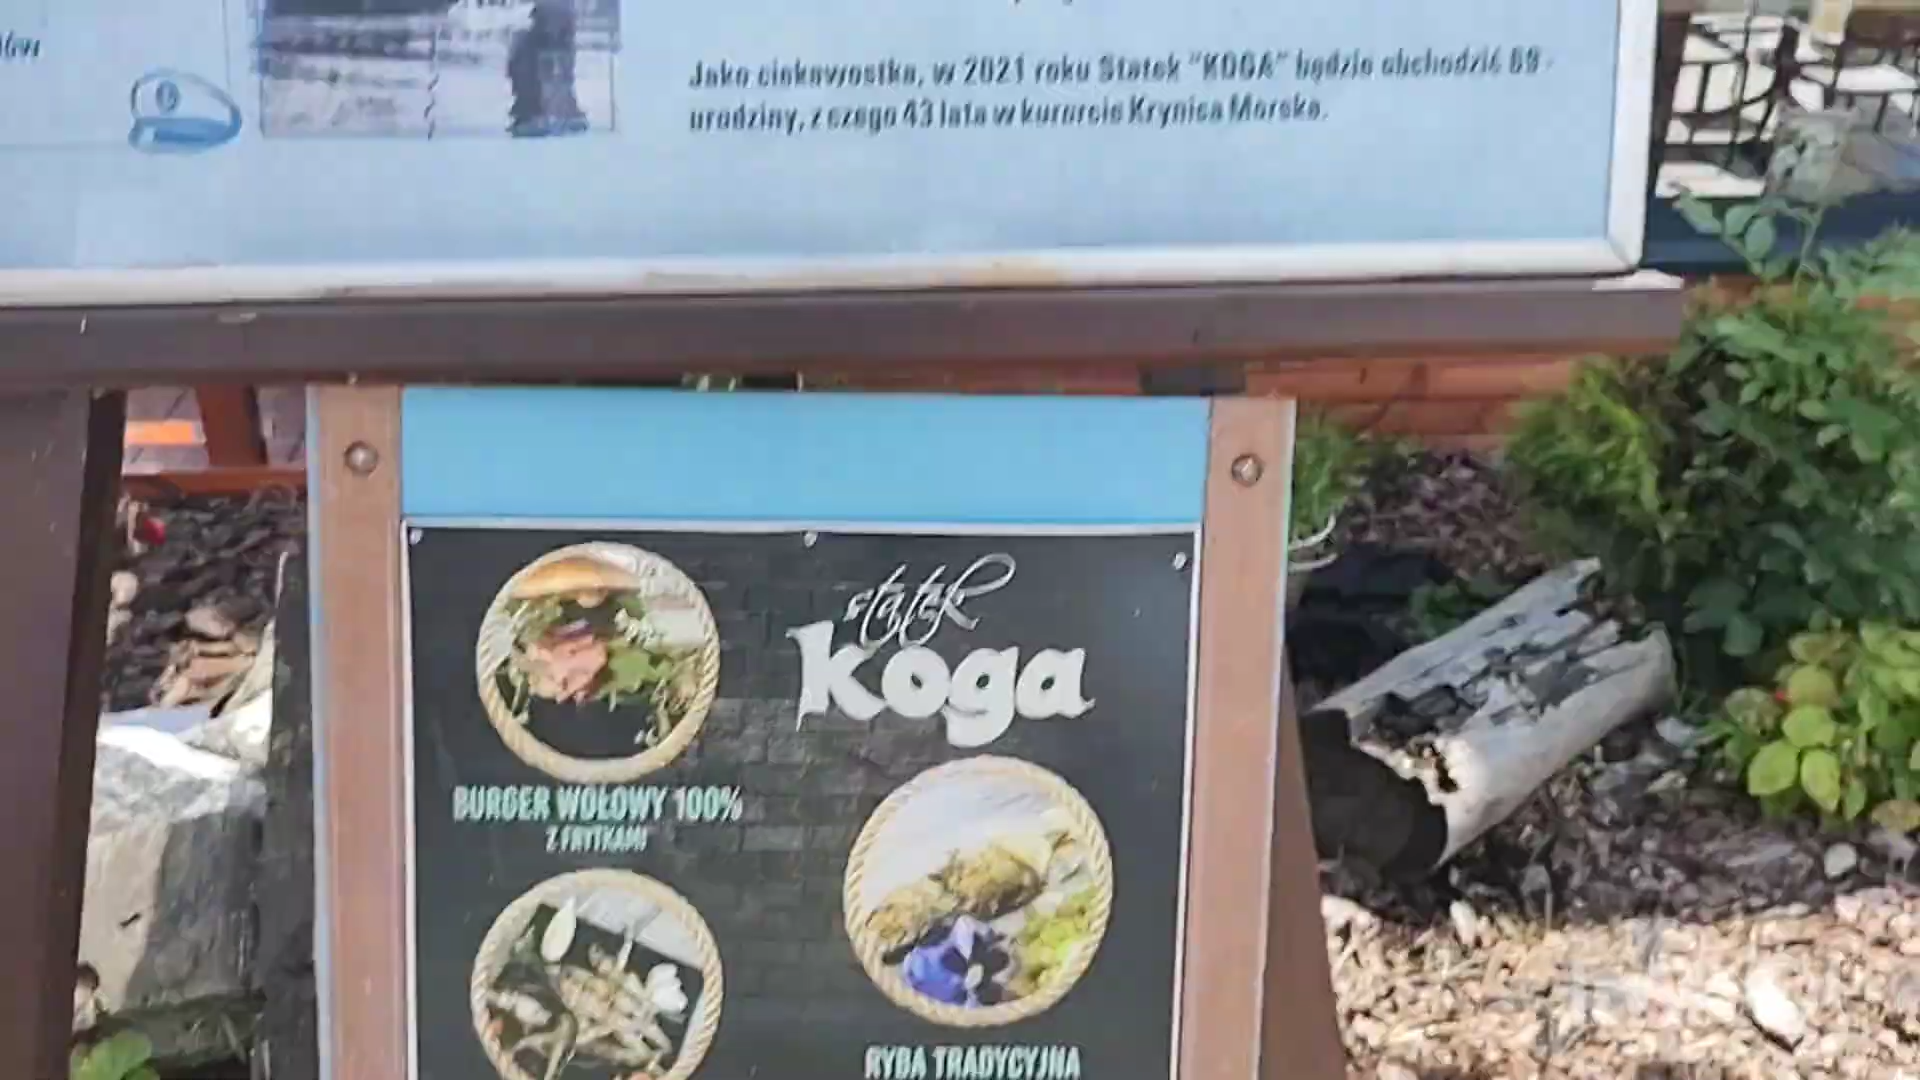 Jako ciekawostka, w 2021 roku Statek "KOGA" będzie obchodzić
urodziny, z czego 43 lata w kurorcie Krynica Morska.
statek
koga
BURGER WOŁOWY 100%
Z FRYTKAMI
RYBA TRADYCYJNA